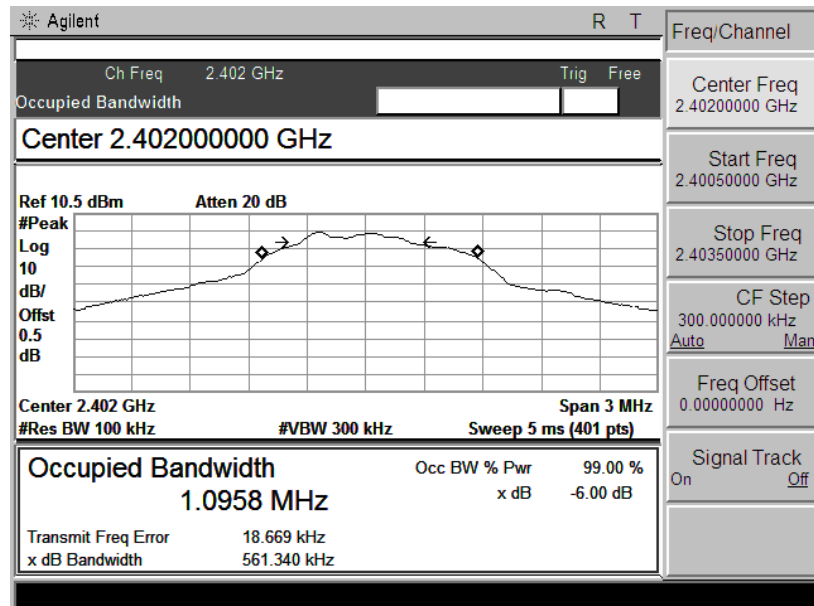 Agilent R T
Ch Freq 2.402 GHz Trig Free
Occupied Bandwidth
Center 2.402000000 GHz
Ref 10.5 dBm Atten 20 dB
#Peak
Log
10
dB/
Offst
0.5
dB
Center 2.402 GHz Span 3 MHz
#Res BW 100 kHz #VBW 300 kHz Sweep 5 ms (401 pts)
Occupied Bandwidth Occ BW % Pwr 99.00 %
1.0958 MHz x dB -6.00 dB
Transmit Freq Error 18.669 kHz
x dB Bandwidth 561.340 kHz
Freq/Channel
Center Freq
2.40200000 GHz
Start Freq
2.40050000 GHz
Stop Freq
2.40350000 GHz
CF Step
300.000000 kHz
Auto Man
Freq Offset
0.00000000 Hz
Signal Track
On Off